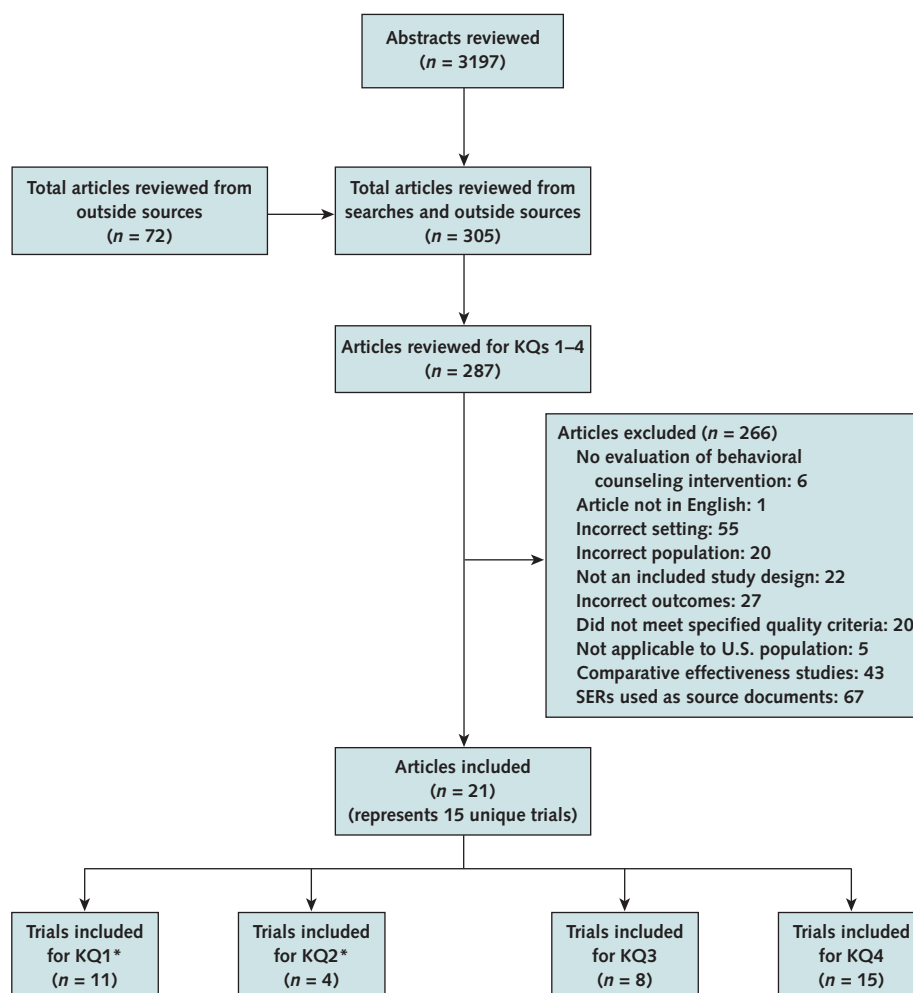 Abstracts reviewed
(n = 3197)
Total articles reviewed from
outside sources
(n = 72)
Total articles reviewed from
searches and outside sources
(n = 305)
Articles reviewed for KQs 1–4
(n = 287)
Articles excluded (n = 266)
No evaluation of behavioral
counseling intervention: 6
Article not in English: 1
Incorrect setting: 55
Incorrect population: 20
Not an included study design: 22
Incorrect outcomes: 27
Did not meet specified quality criteria: 20
Not applicable to U.S. population: 5
Comparative effectiveness studies: 43
SERs used as source documents: 67
Articles included
(n = 21)
(represents 15 unique trials)
Trials included
for KQ1*
(n = 11)
Trials included
for KQ2*
(n = 4)
Trials included
for KQ3
(n = 8)
Trials included
for KQ4
(n = 15)